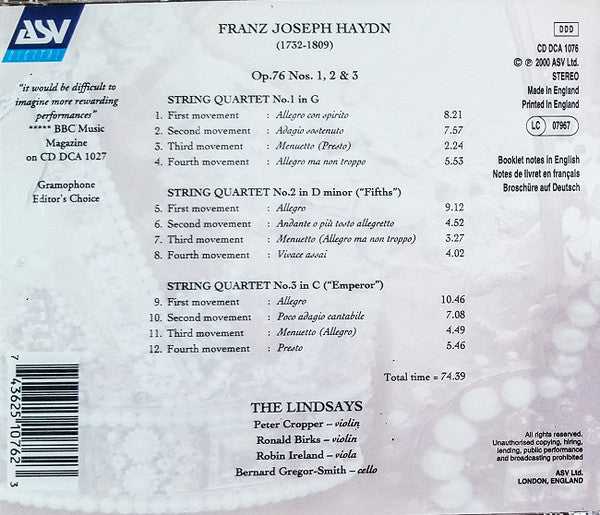 ASV
DIGITAL
"it would be difficult to
imagine more rewarding
performances"
***** BBC Music
Magazine
on CD DCA 1027
Gramophone
Editor's Choice
FRANZ JOSEPH HAYDN
(1732-1809)
Op.76 Nos. 1, 2 & 3
STRING QUARTET No.1 in G
1. First movement : Allegro con spirito 8.21
2. Second movement : Adagio sostenuto 7.57
3. Third movement : Menuetto (Presto) 2.24
4. Fourth movement : Allegro ma non troppo 5.53
STRING QUARTET No.2 in D minor ("Fifths")
5. First movement : Allegro 9.12
6. Second movement : Andante o più tosto allegretto 4.52
7. Third movement : Menuetto (Allegro ma non troppo) 3.27
8. Fourth movement : Vivace assai 4.02
STRING QUARTET No.3 in C ("Emperor")
9. First movement : Allegro 10.46
10. Second movement : Poco adagio cantabile 7.08
11. Third movement : Menuetto (Allegro) 4.49
12. Fourth movement : Presto 5.46
Total time = 74.39
THE LINDSAYS
Peter Cropper – violin
Ronald Birks – violin
Robin Ireland – viola
Bernard Gregor-Smith – cello
DDD
CD DCA 1076
© ℗ 2000 ASV Ltd.
STEREO
Made in England
Printed in England
LC 07967
Booklet notes in English
Notes de livret en français
Broschüre auf Deutsch
All rights reserved.
Unauthorised copying, hiring,
lending, public performance
and broadcasting prohibited
ASV Ltd.
LONDON, ENGLAND
7 43625 10762 3